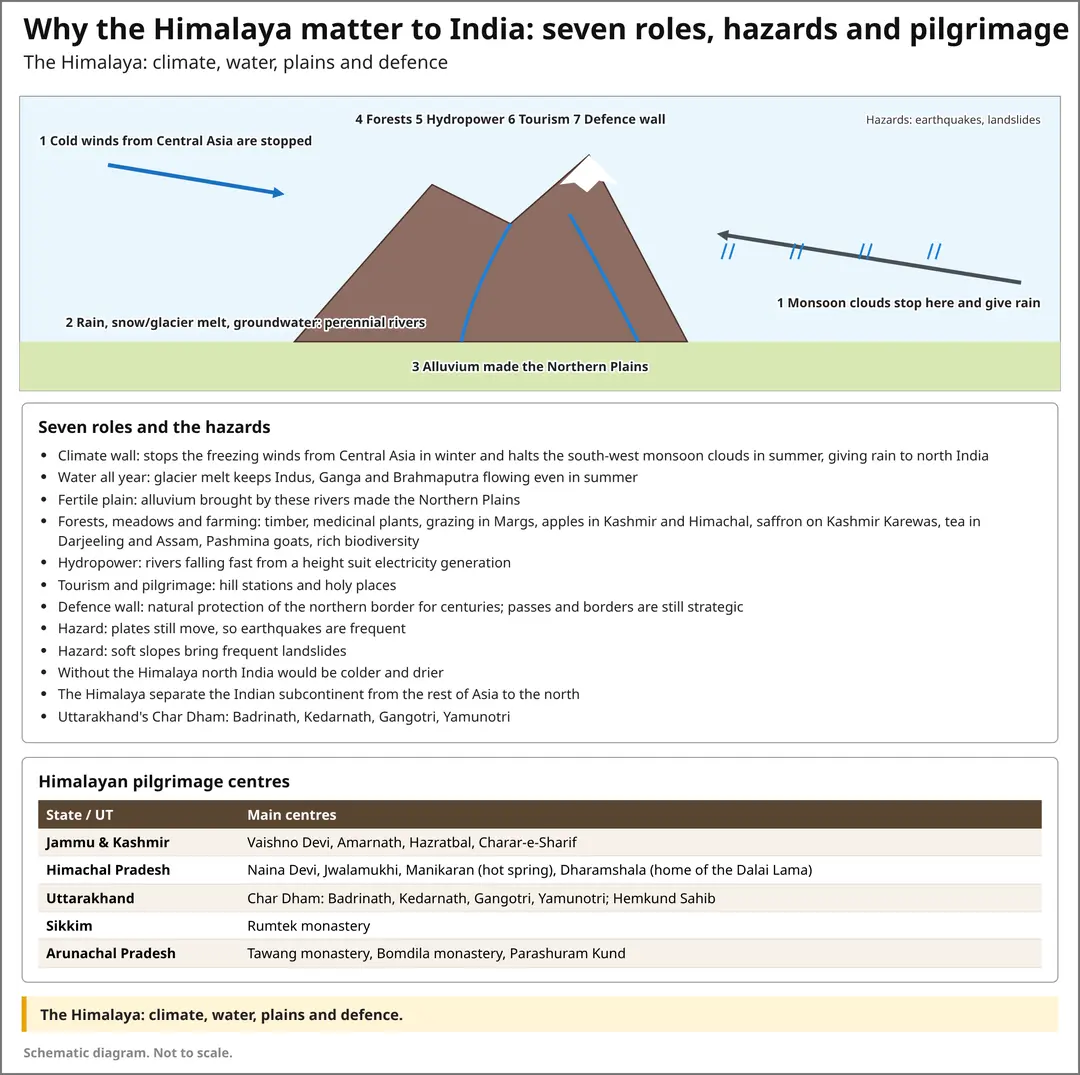 Why the Himalaya matter to India: seven roles, hazards and pilgrimage
The Himalaya: climate, water, plains and defence
4 Forests 5 Hydropower 6 Tourism 7 Defence wall
Hazards: earthquakes, landslides
1 Cold winds from Central Asia are stopped
1 Monsoon clouds stop here and give rain
2 Rain, snow/glacier melt, groundwater: perennial rivers
3 Alluvium made the Northern Plains
Seven roles and the hazards
• Climate wall: stops the freezing winds from Central Asia in winter and halts the south-west monsoon clouds in summer, giving rain to north India
• Water all year: glacier melt keeps Indus, Ganga and Brahmaputra flowing even in summer
• Fertile plain: alluvium brought by these rivers made the Northern Plains
• Forests, meadows and farming: timber, medicinal plants, grazing in Margs, apples in Kashmir and Himachal, saffron on Kashmir Karewas, tea in
Darjeeling and Assam, Pashmina goats, rich biodiversity
• Hydropower: rivers falling fast from a height suit electricity generation
• Tourism and pilgrimage: hill stations and holy places
• Defence wall: natural protection of the northern border for centuries; passes and borders are still strategic
• Hazard: plates still move, so earthquakes are frequent
• Hazard: soft slopes bring frequent landslides
• Without the Himalaya north India would be colder and drier
• The Himalaya separate the Indian subcontinent from the rest of Asia to the north
• Uttarakhand's Char Dham: Badrinath, Kedarnath, Gangotri, Yamunotri
Himalayan pilgrimage centres
State / UT Main centres
Jammu & Kashmir Vaishno Devi, Amarnath, Hazratbal, Charar-e-Sharif
Himachal Pradesh Naina Devi, Jwalamukhi, Manikaran (hot spring), Dharamshala (home of the Dalai Lama)
Uttarakhand Char Dham: Badrinath, Kedarnath, Gangotri, Yamunotri; Hemkund Sahib
Sikkim Rumtek monastery
Arunachal Pradesh Tawang monastery, Bomdila monastery, Parashuram Kund
The Himalaya: climate, water, plains and defence.
Schematic diagram. Not to scale.